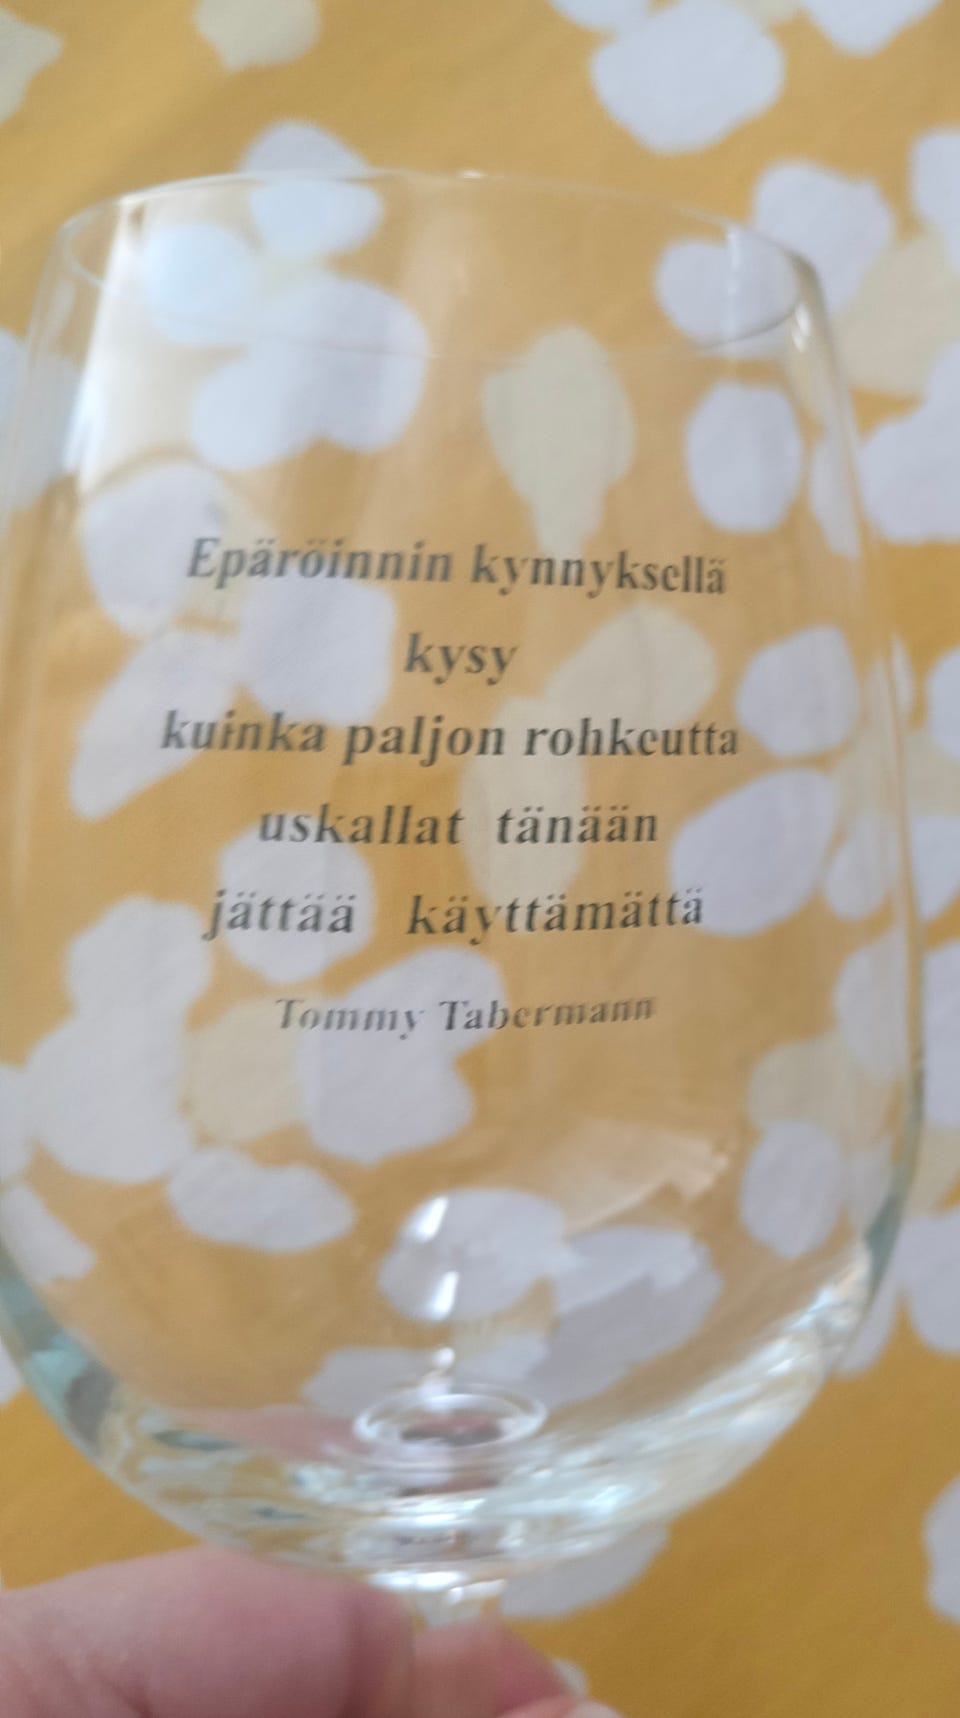 Epäröinnin kynnyksellä
kysy
kuinka paljon rohkeutta
uskallat tänään
jättää käyttämättä
Tommy Tabermann